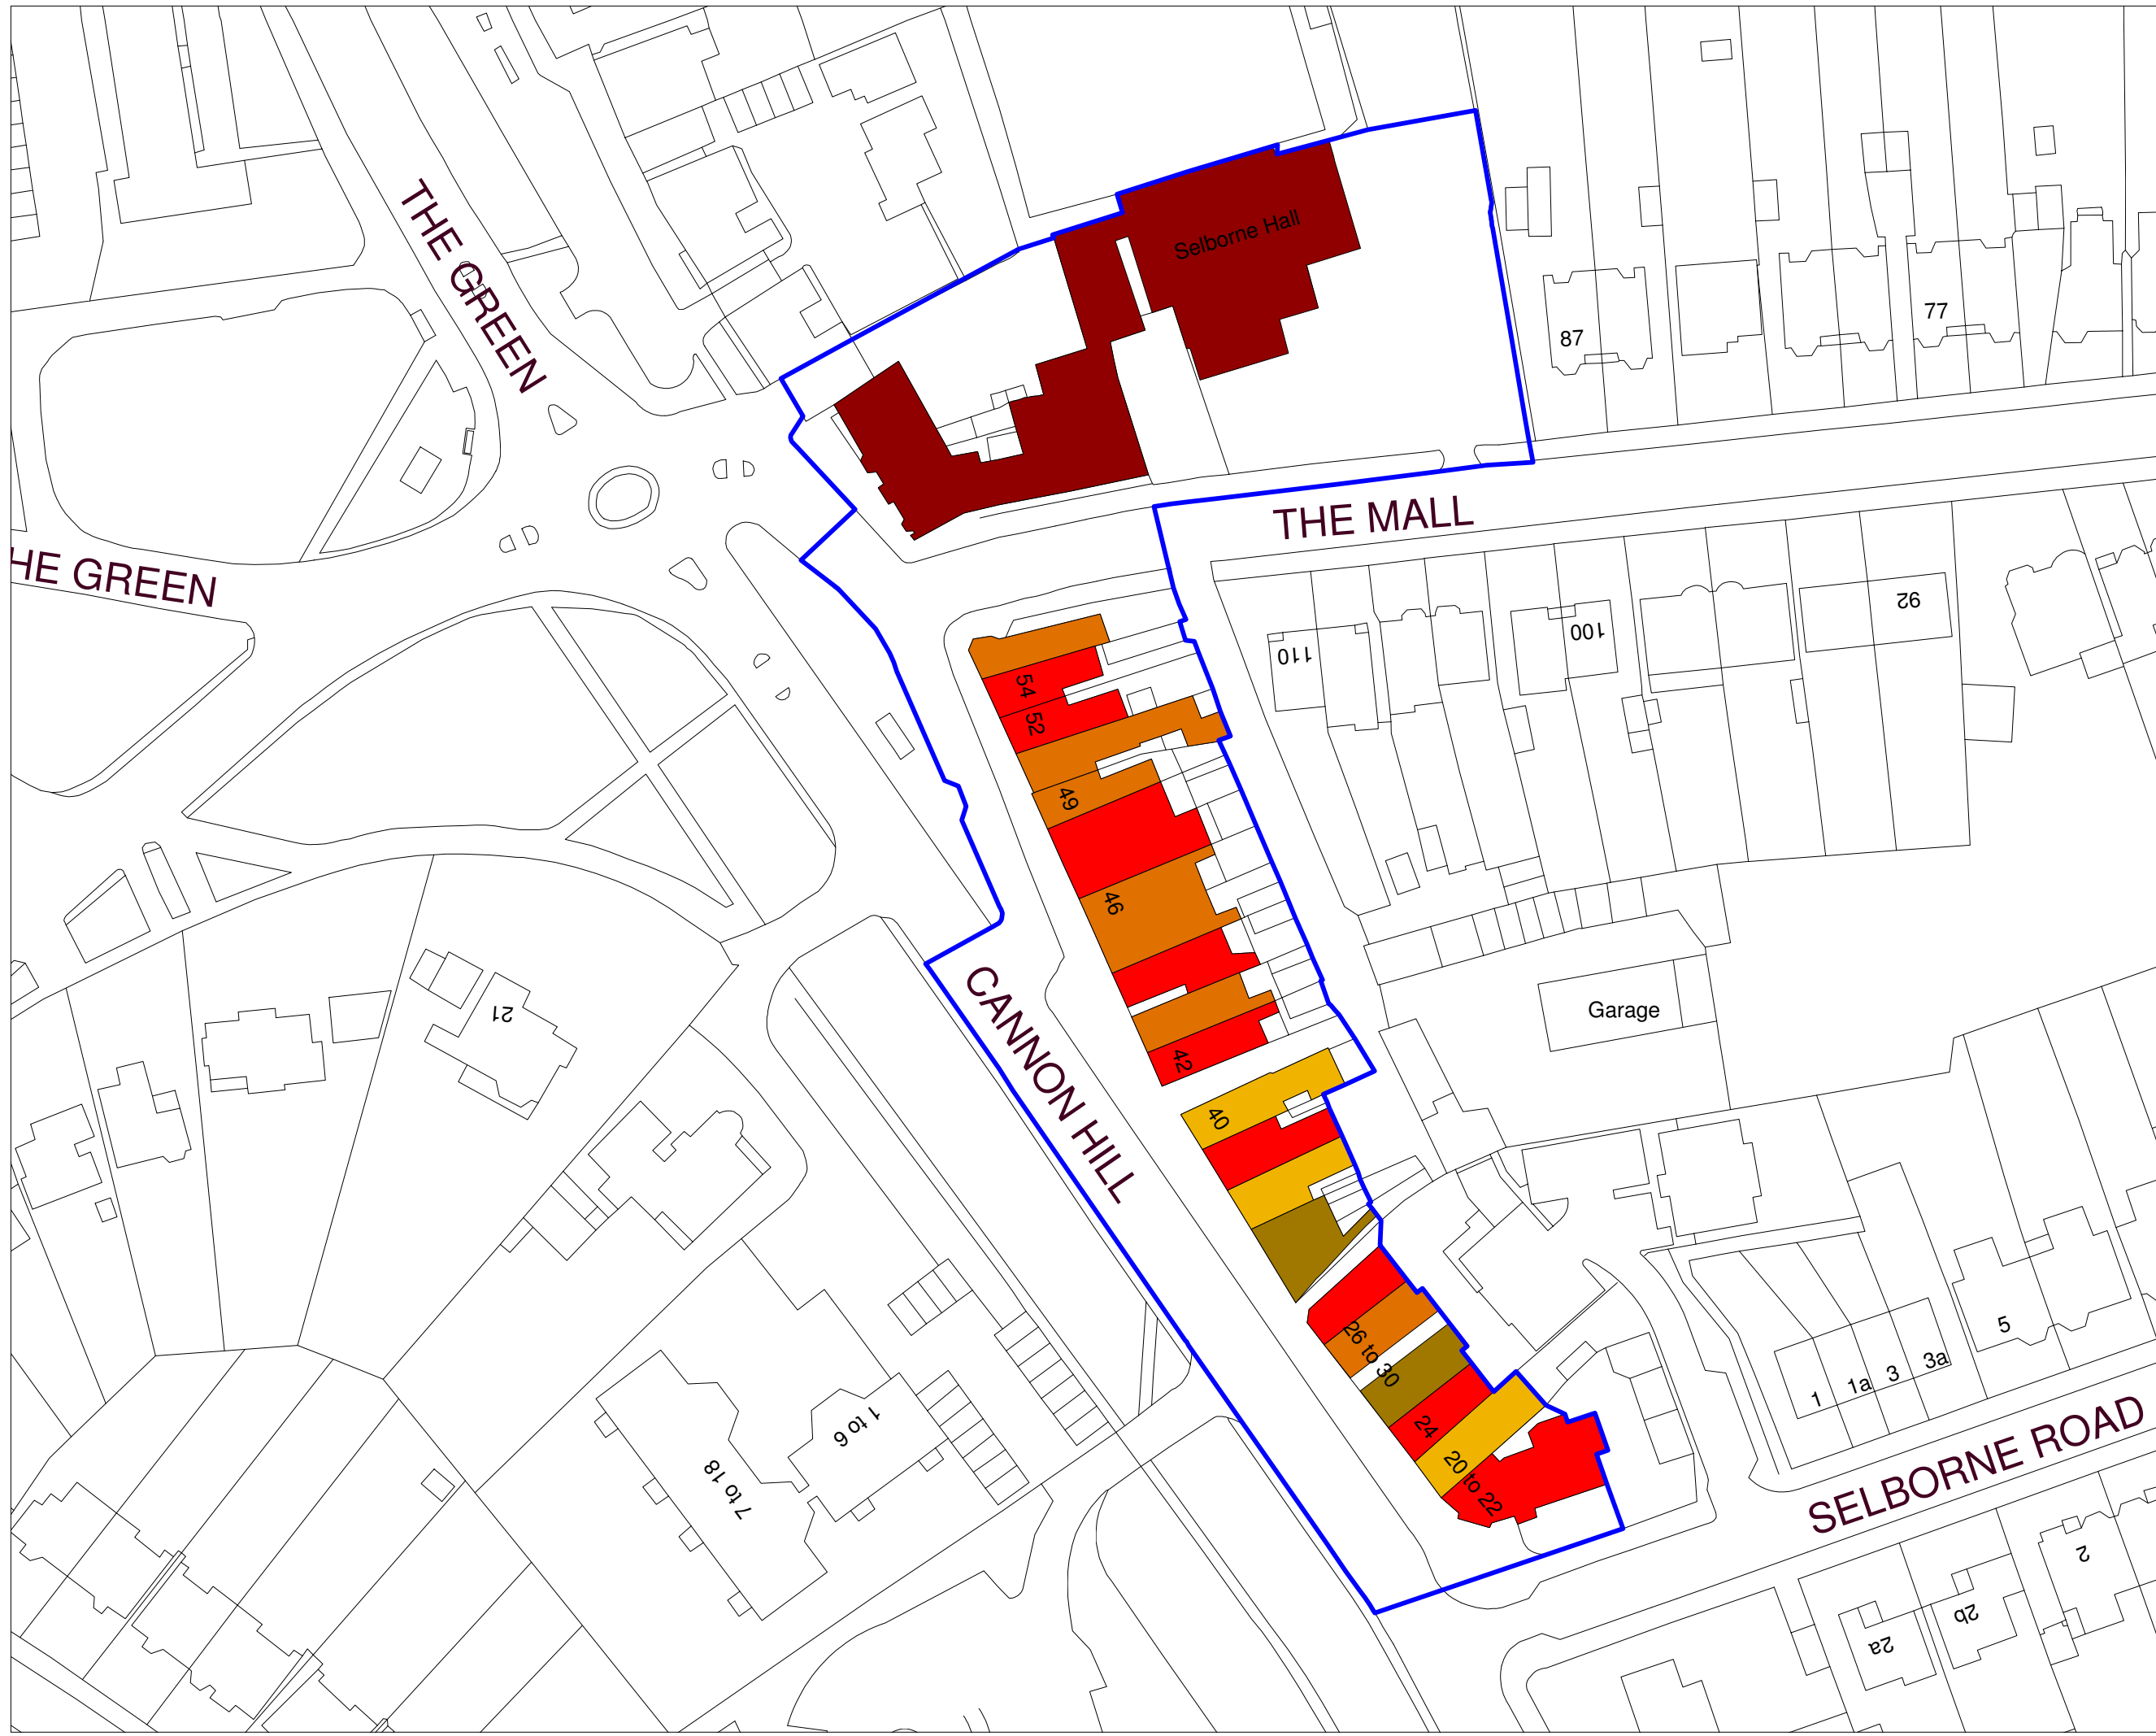 THE GREEN
Selborne Hall
87
77
THE MALL
HE GREEN
110
100
92
54
52
49
46
42
40
21
Garage
CANNON HILL
26 to 30
24
20 to 22
1 to 6
7 to 18
1
1a
3
3a
5
SELBORNE ROAD
2
2b
2a